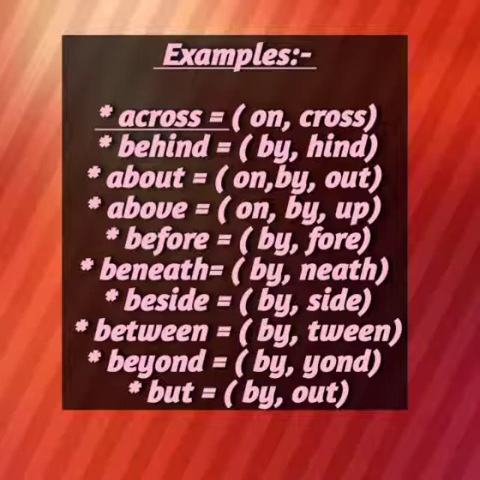 Examples:-
* across = ( on, cross)
* behind = ( by, hind)
* about = ( on,by, out)
* above = ( on, by, up)
* before = ( by, fore)
* beneath= ( by, neath)
* beside = ( by, side)
* between = ( by, tween)
* beyond = ( by, yond)
* but = ( by, out)